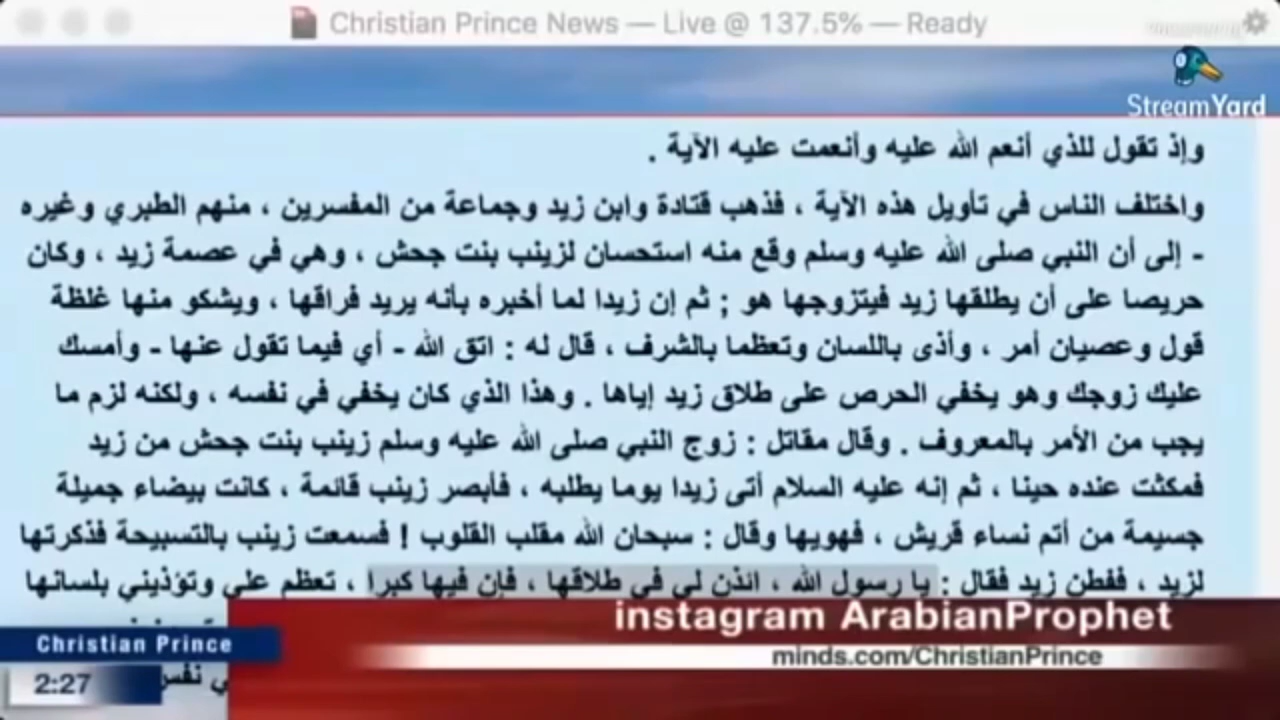 Christian Prince News — Live @ 137.5% — Ready
StreamYard
وإذ تقول للذي أنعم الله عليه وأنعمت عليه الآية .
واختلف الناس في تأويل هذه الآية ، فذهب قتادة وابن زيد وجماعة من المفسرين ، منهم الطبري وغيره
- إلى أن النبي صلى الله عليه وسلم وقع منه استحسان لزينب بنت جحش ، وهي في عصمة زيد ، وكان
حريصا على أن يطلقها زيد فيتزوجها هو ; ثم إن زيدا لما أخبره بأنه يريد فراقها ، ويشكو منها غلظة
قول وعصيان أمر ، وأذى باللسان وتعظما بالشرف ، قال له : اتق الله - أي فيما تقول عنها - وأمسك
عليك زوجك وهو يخفي الحرص على طلاق زيد إياها . وهذا الذي كان يخفي في نفسه ، ولكنه لزم ما
يجب من الأمر بالمعروف . وقال مقاتل : زوج النبي صلى الله عليه وسلم زينب بنت جحش من زيد
فمكثت عنده حينا ، ثم إنه عليه السلام أتى زيدا يوما يطلبه ، فأبصر زينب قائمة ، كانت بيضاء جميلة
جسيمة من أتم نساء قريش ، فهويها وقال : سبحان الله مقلب القلوب ! فسمعت زينب بالتسبيحة فذكرتها
لزيد ، ففطن زيد فقال : يا رسول الله ، ائذن لي في طلاقها ، فإن فيها كبرا ، تعظم علي وتؤذيني بلسانها
instagram ArabianProphet
Christian Prince
minds.com/ChristianPrince
2:27